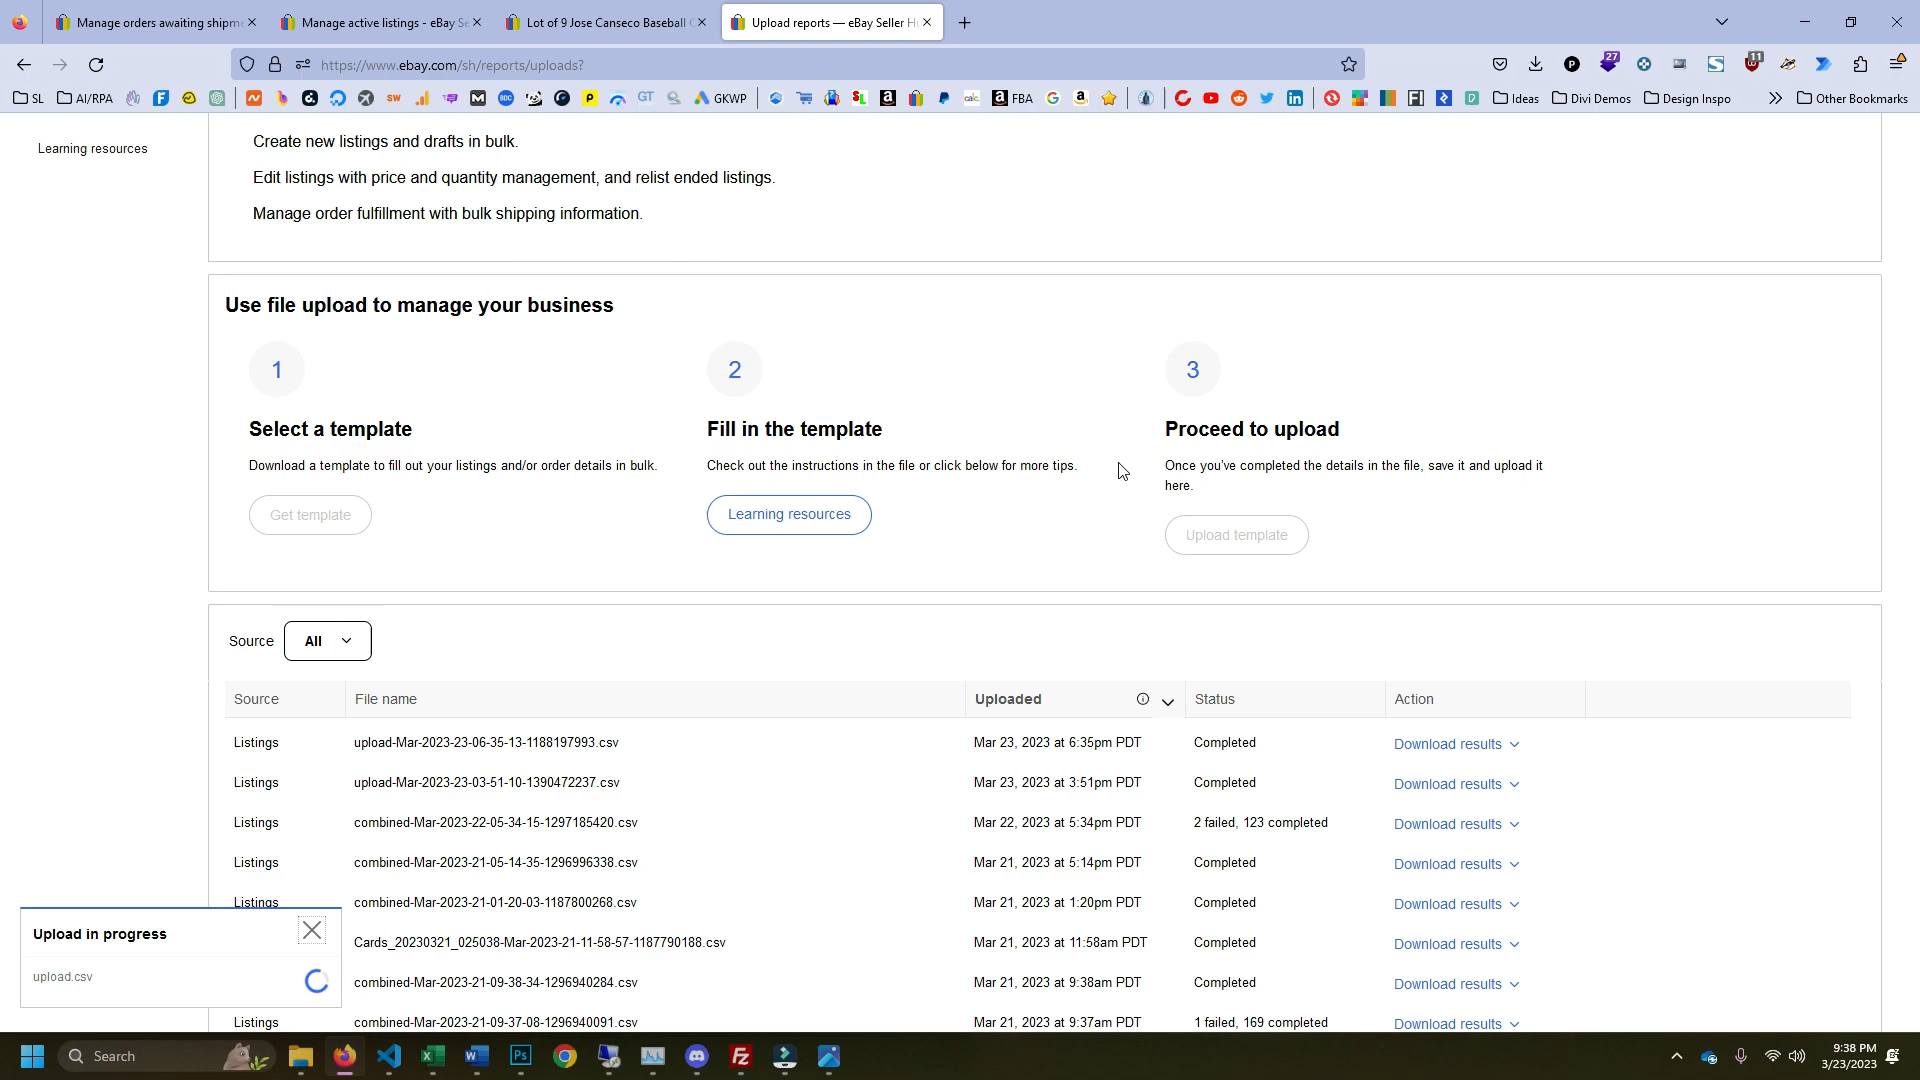 Manage orders awaiting shipme
Manage active listings - eBay Se
Lot of 9 Jose Canseco Baseball C
Upload reports — eBay Seller H
https://www.ebay.com/sh/reports/uploads?
27
11
SL
AI/RPA
SW
BDC
GT
GKWP
SL
calc
FBA
Ideas
Divi Demos
Design Inspo
Other Bookmarks
Learning resources
Create new listings and drafts in bulk.
Edit listings with price and quantity management, and relist ended listings.
Manage order fulfillment with bulk shipping information.
Use file upload to manage your business
1
2
3
Select a template
Fill in the template
Proceed to upload
Download a template to fill out your listings and/or order details in bulk.
Check out the instructions in the file or click below for more tips.
Once you've completed the details in the file, save it and upload it
here.
Get template
Learning resources
Upload template
Source All
Source File name Uploaded Status Action
Listings upload-Mar-2023-23-06-35-13-1188197993.csv Mar 23, 2023 at 6:35pm PDT Completed Download results
Listings upload-Mar-2023-23-03-51-10-1390472237.csv Mar 23, 2023 at 3:51pm PDT Completed Download results
Listings combined-Mar-2023-22-05-34-15-1297185420.csv Mar 22, 2023 at 5:34pm PDT 2 failed, 123 completed Download results
Listings combined-Mar-2023-21-05-14-35-1296996338.csv Mar 21, 2023 at 5:14pm PDT Completed Download results
Listings combined-Mar-2023-21-01-20-03-1187800268.csv Mar 21, 2023 at 1:20pm PDT Completed Download results
Cards_20230321_025038-Mar-2023-21-11-58-57-1187790188.csv Mar 21, 2023 at 11:58am PDT Completed Download results
combined-Mar-2023-21-09-38-34-1296940284.csv Mar 21, 2023 at 9:38am PDT Completed Download results
Listings combined-Mar-2023-21-09-37-08-1296940091.csv Mar 21, 2023 at 9:37am PDT 1 failed, 169 completed Download results
Upload in progress
upload.csv
Search
Ps
9:38 PM
3/23/2023